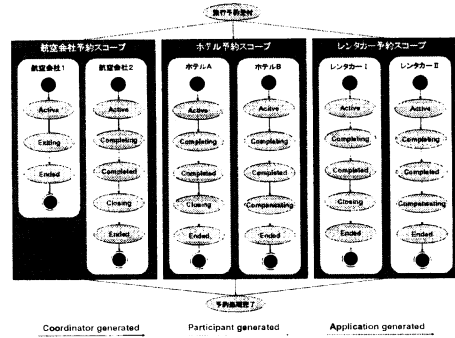 旅行予約受付
航空会社予約スコープ
ホテル予約スコープ
レンタカー予約スコープ
航空会社1
航空会社2
ホテルA
ホテルB
レンタカーI
レンタカーII
Active
Active
Active
Active
Active
Active
Exiting
Completing
Completing
Completing
Completing
Completing
Ended
Completed
Completed
Completed
Completed
Completed
Closing
Closing
Compensating
Closing
Compensating
Ended
Ended
Ended
Ended
Ended
予約処理完了
Coordinator generated
Participant generated
Application generated